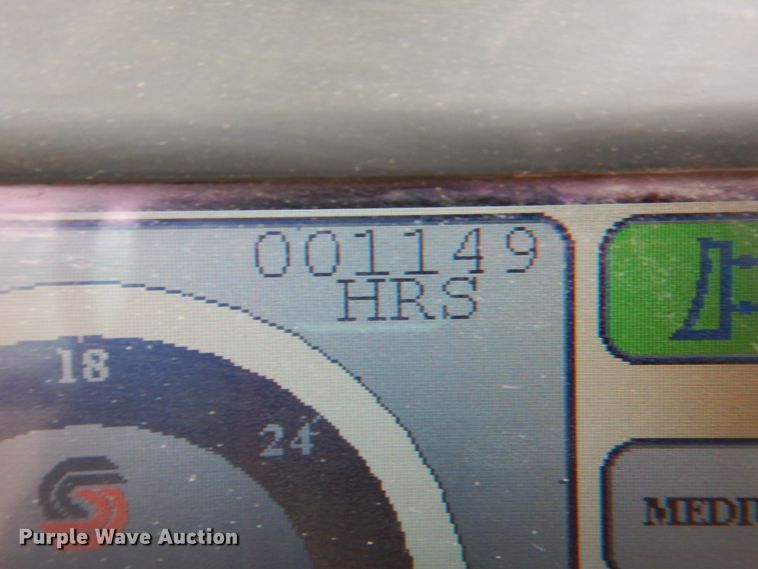 001149
HRS
18
24
MEDI
Purple Wave Auction